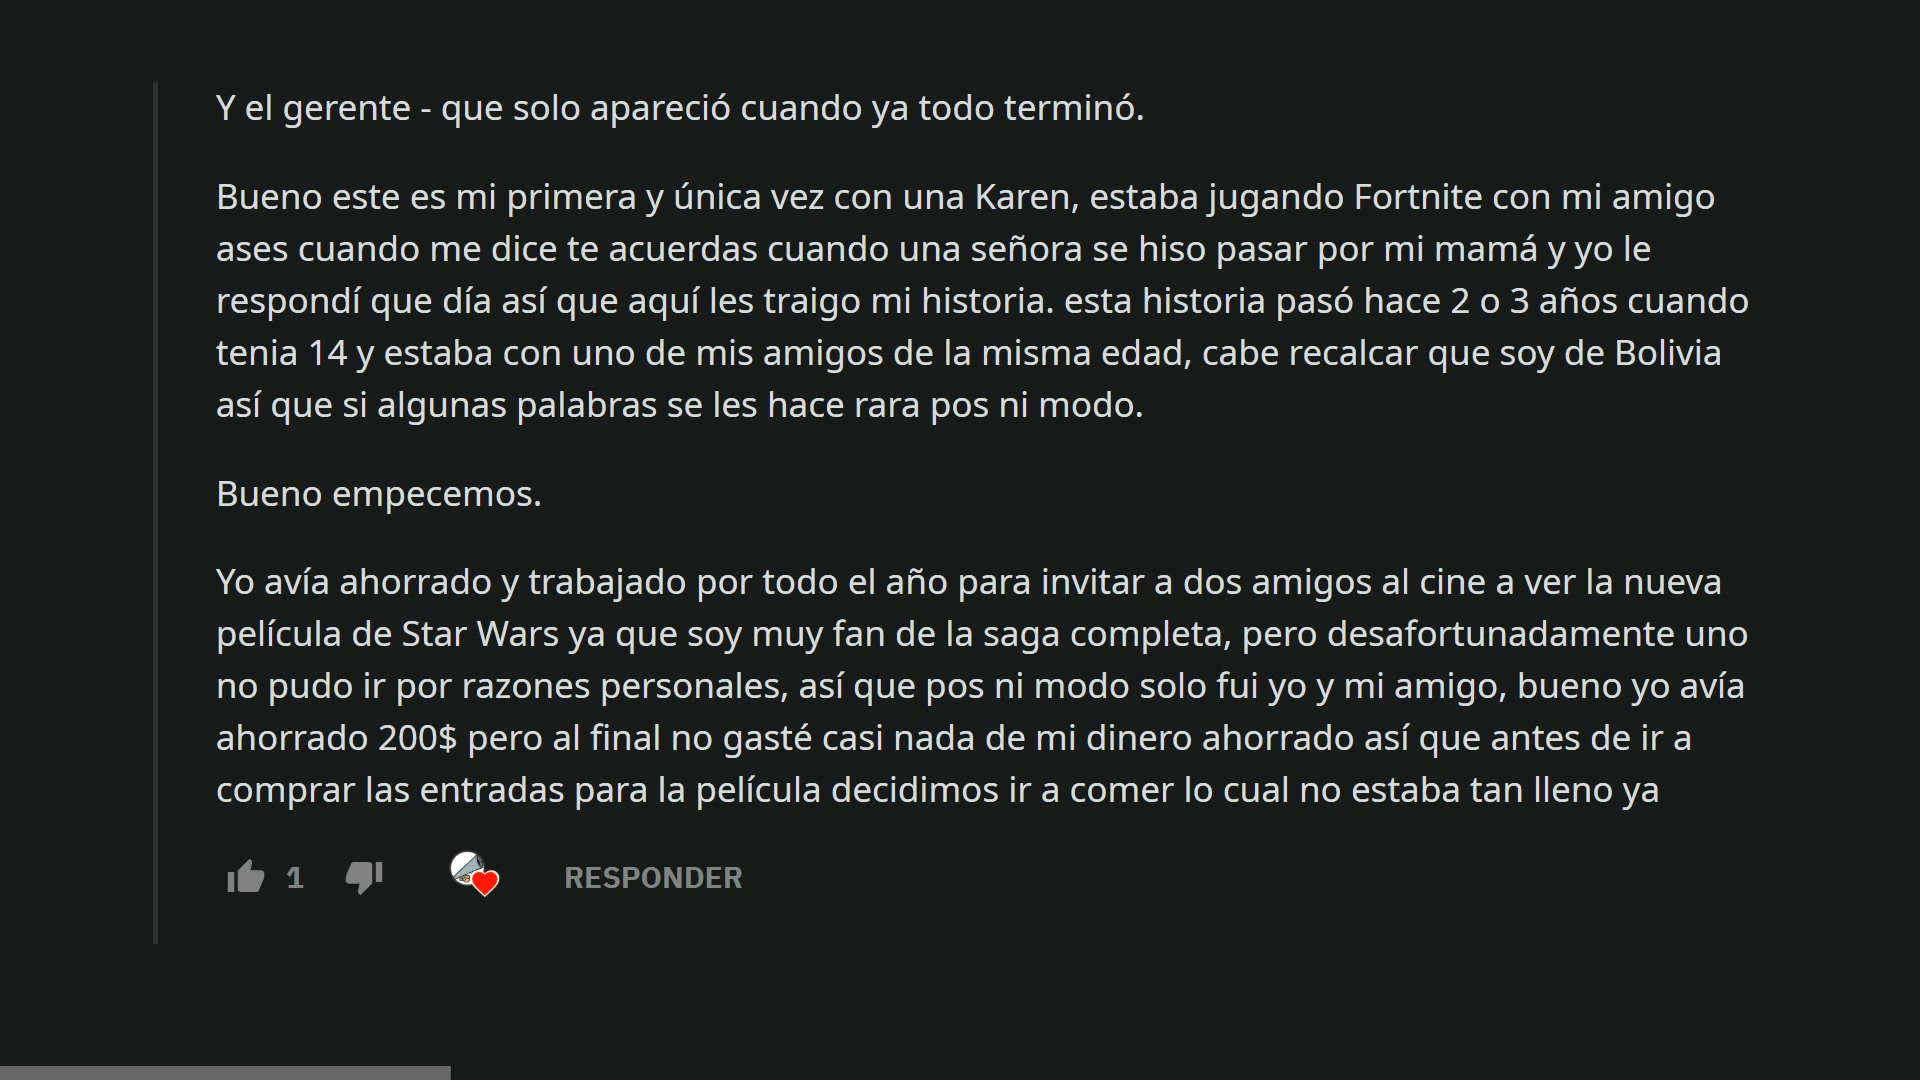 Y el gerente - que solo apareció cuando ya todo terminó.
Bueno este es mi primera y única vez con una Karen, estaba jugando Fortnite con mi amigo
ases cuando me dice te acuerdas cuando una señora se hiso pasar por mi mamá y yo le
respondí que día así que aquí les traigo mi historia. esta historia pasó hace 2 o 3 años cuando
tenia 14 y estaba con uno de mis amigos de la misma edad, cabe recalcar que soy de Bolivia
así que si algunas palabras se les hace rara pos ni modo.
Bueno empecemos.
Yo avía ahorrado y trabajado por todo el año para invitar a dos amigos al cine a ver la nueva
película de Star Wars ya que soy muy fan de la saga completa, pero desafortunadamente uno
no pudo ir por razones personales, así que pos ni modo solo fui yo y mi amigo, bueno yo avía
ahorrado 200$ pero al final no gasté casi nada de mi dinero ahorrado así que antes de ir a
comprar las entradas para la película decidimos ir a comer lo cual no estaba tan lleno ya
1 RESPONDER